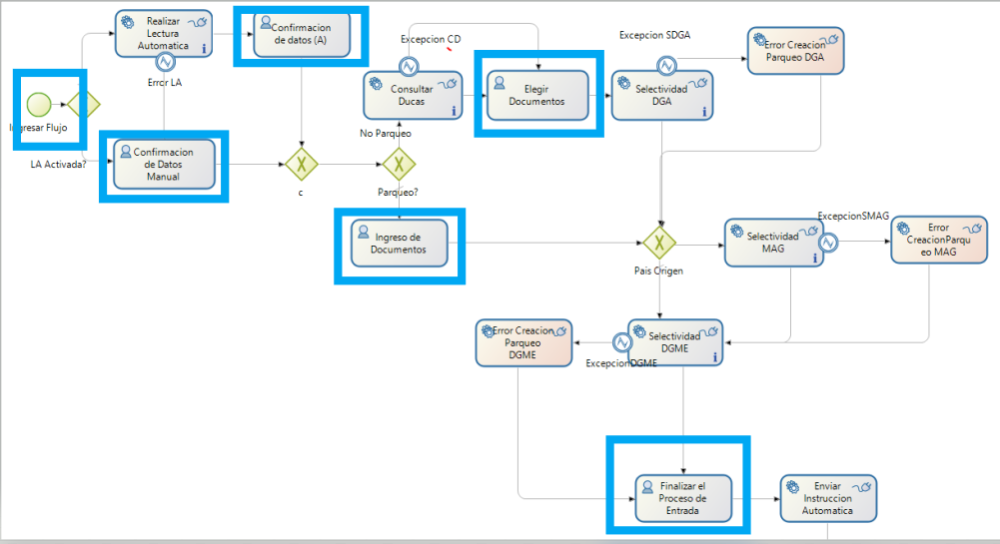 Realizar
Lectura
Automatica
Confirmacion
de datos (A)
Error LA
Ingresar Flujo
LA Activada?
Confirmacion
de Datos
Manual
c
Excepcion CD
Consultar
Ducas
No Parqueo
Parqueo?
Elegir
Documentos
Excepcion SDGA
Selectividad
DGA
Error Creacion
Parqueo DGA
Ingreso de
Documentos
Pais Origen
Selectividad
MAG
ExcepcionSMAG
Error
CreacionParqu
eo MAG
Error Creacion
Parqueo
DGME
ExcepcionDGME
Selectividad
DGME
Finalizar el
Proceso de
Entrada
Enviar
Instruccion
Automatica